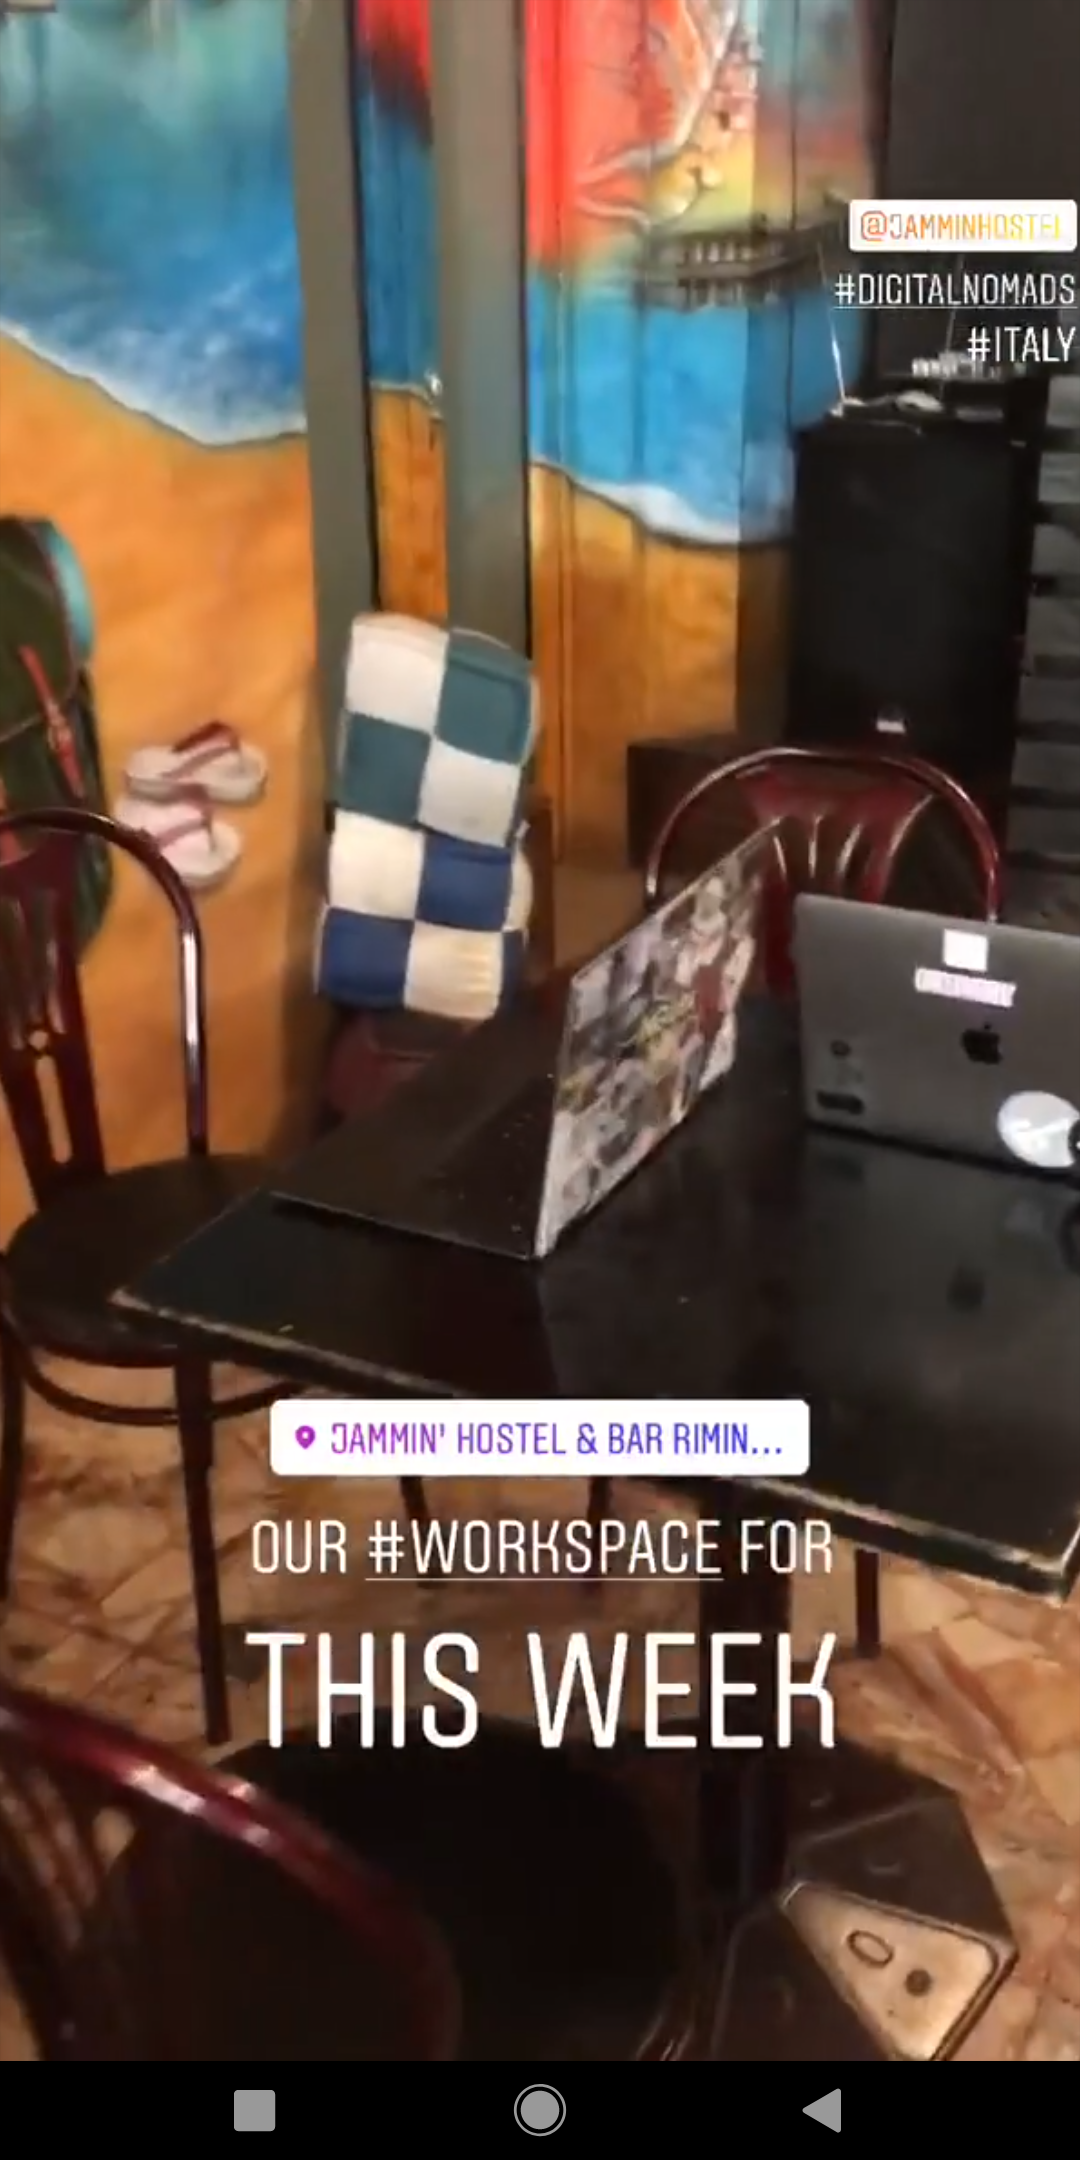 @JAMMINHOSTEL
#DIGITALNOMADS
#ITALY
JAMMIN' HOSTEL & BAR RIMIN...
OUR #WORKSPACE FOR
THIS WEEK